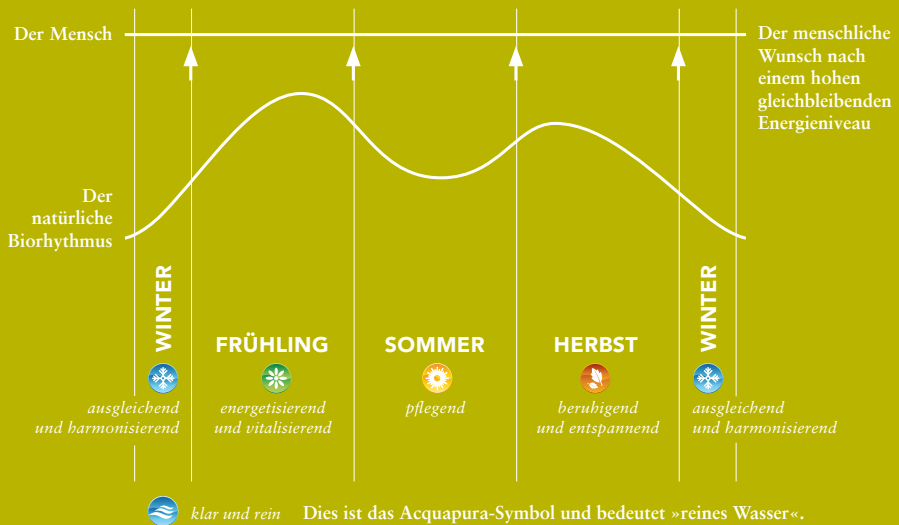 Der Mensch
Der menschliche
Wunsch nach
einem hohen
gleichbleibenden
Energieniveau
Der
natürliche
Biorhythmus
WINTER
FRÜHLING
SOMMER
HERBST
WINTER
ausgleichend
und harmonisierend
energetisierend
und vitalisierend
pflegend
beruhigend
und entspannend
ausgleichend
und harmonisierend
klar und rein Dies ist das Acquapura-Symbol und bedeutet »reines Wasser«.